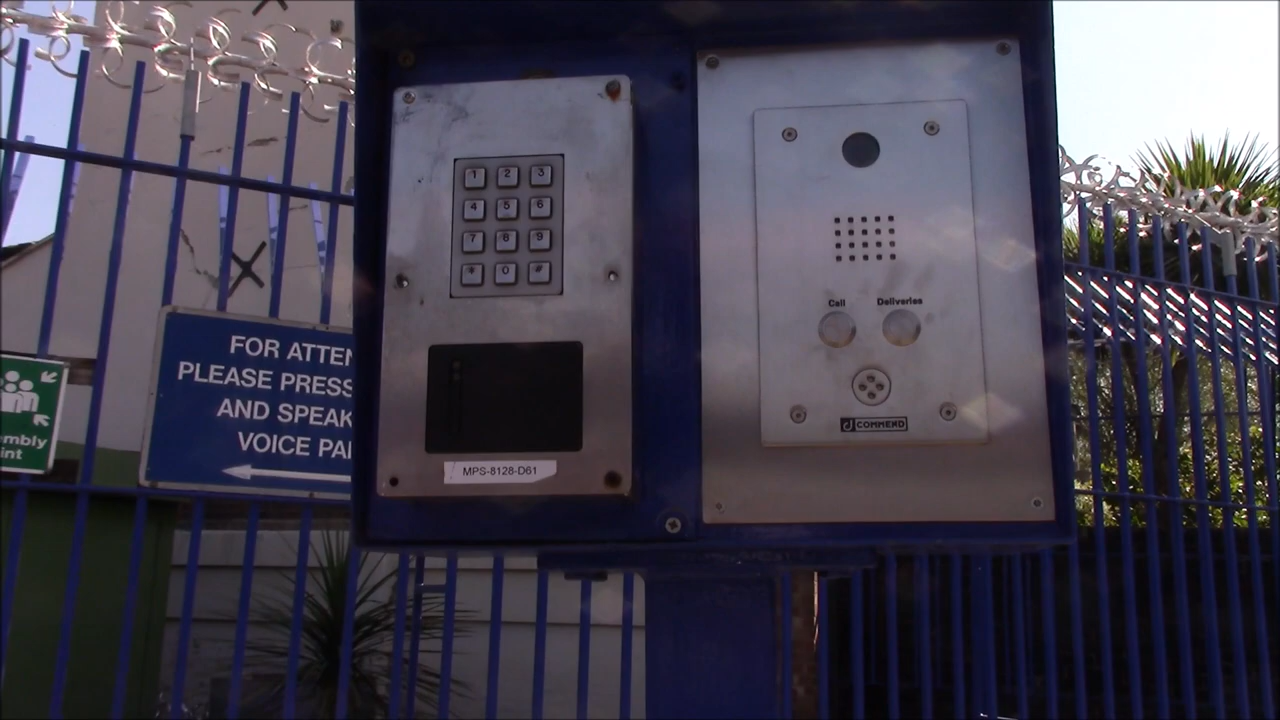 FOR ATTEN
PLEASE PRESS
AND SPEAK
VOICE PA
mbly
int
1 2 3
4 5 6
7 8 9
* 0 #
MPS-8128-D61
Call Deliveries
COMMEND